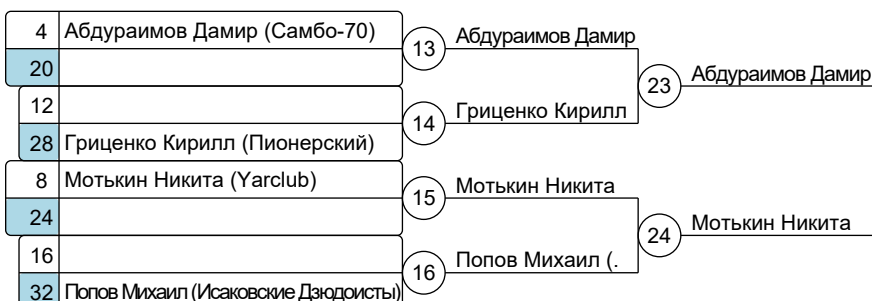 4 Абдураимов Дамир (Самбо-70)
20
13 Абдураимов Дамир
12
28 Гриценко Кирилл (Пионерский)
14 Гриценко Кирилл
23 Абдураимов Дамир
8 Мотькин Никита (Yarclub)
24
15 Мотькин Никита
16
32 Попов Михаил (Исаковские Дзюдоисты)
16 Попов Михаил (.
24 Мотькин Никита